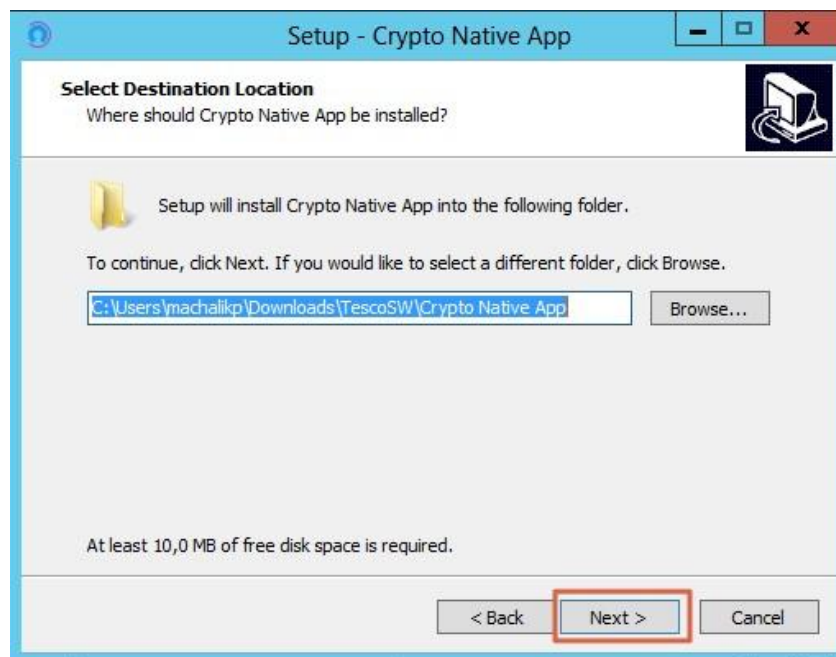 Setup - Crypto Native App
Select Destination Location
Where should Crypto Native App be installed?
Setup will install Crypto Native App into the following folder.
To continue, click Next. If you would like to select a different folder, click Browse.
C:\Users\machalikp\Downloads\TescoSW\Crypto Native App
Browse...
At least 10,0 MB of free disk space is required.
< Back
Next >
Cancel